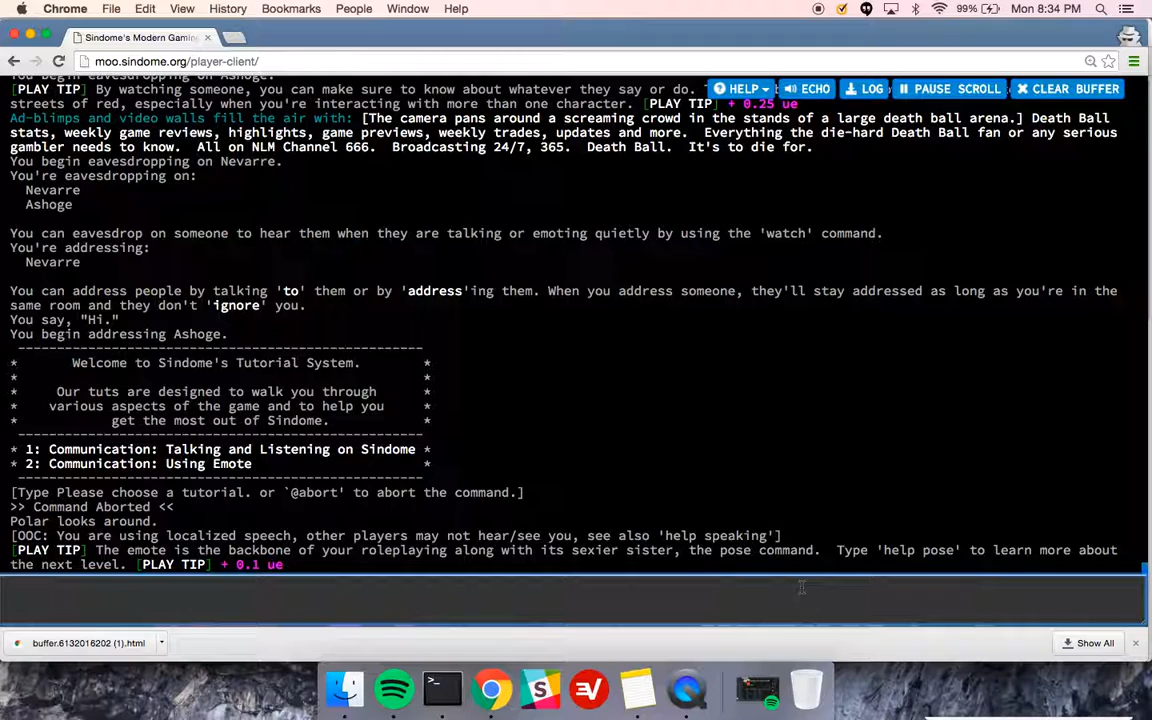 Chrome File Edit View History Bookmarks People Window Help 99% Mon 8:34 PM
Sindome's Modern Gaming
moo.sindome.org/player-client/
You begin eavesdropping on Ashoge.
HELP ECHO LOG PAUSE SCROLL CLEAR BUFFER
[PLAY TIP] By watching someone, you can make sure to know about whatever they say or do.
streets of red, especially when you're interacting with more than one character. [PLAY TIP] + 0.25 ue
Ad-blimps and video walls fill the air with: [The camera pans around a screaming crowd in the stands of a large death ball arena.] Death Ball
stats, weekly game reviews, highlights, game previews, weekly trades, updates and more.  Everything the die-hard Death Ball fan or any serious
gambler needs to know.  All on NLM Channel 666.  Broadcasting 24/7, 365.  Death Ball.  It's to die for.
You begin eavesdropping on Nevarre.
You're eavesdropping on:
Nevarre
Ashoge
You can eavesdrop on someone to hear them when they are talking or emoting quietly by using the 'watch' command.
You're addressing:
Nevarre
You can address people by talking 'to' them or by 'address'ing them. When you address someone, they'll stay addressed as long as you're in the
same room and they don't 'ignore' you.
You say, "Hi."
You begin addressing Ashoge.
--------------------------------------------------
* Welcome to Sindome's Tutorial System. *
* *
* Our tuts are designed to walk you through *
* various aspects of the game and to help you *
* get the most out of Sindome. *
--------------------------------------------------
* 1: Communication: Talking and Listening on Sindome *
* 2: Communication: Using Emote *
--------------------------------------------------
[Type Please choose a tutorial. or `@abort' to abort the command.]
>> Command Aborted <<
Polar looks around.
[OOC: You are using localized speech, other players may not hear/see you, see also 'help speaking']
[PLAY TIP] The emote is the backbone of your roleplaying along with its sexier sister, the pose command.  Type 'help pose' to learn more about
the next level. [PLAY TIP] + 0.1 ue
buffer.6132016202 (1).html Show All